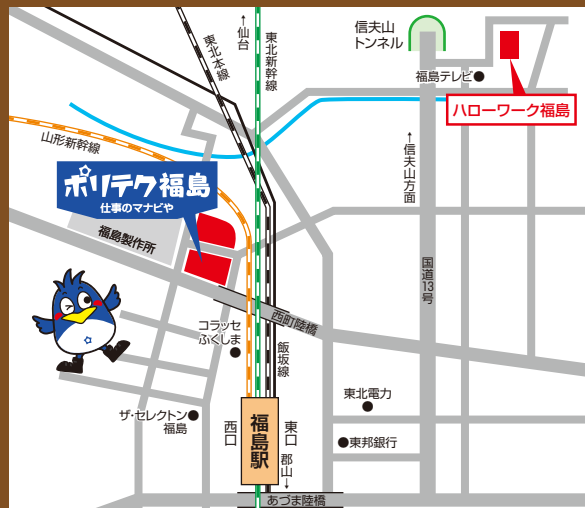 ↑仙台
東北新幹線
東北本線
信夫山
トンネル
福島テレビ
ハローワーク福島
山形新幹線
↑信夫山方面
ポリテク福島
仕事のマナビや
福島製作所
国道13号
西町陸橋
コラッセ
ふくしま
飯坂線
東北電力
ザ・セレクトン
福島
西口
福島駅
東口
東邦銀行
郡山↓
あづま陸橋